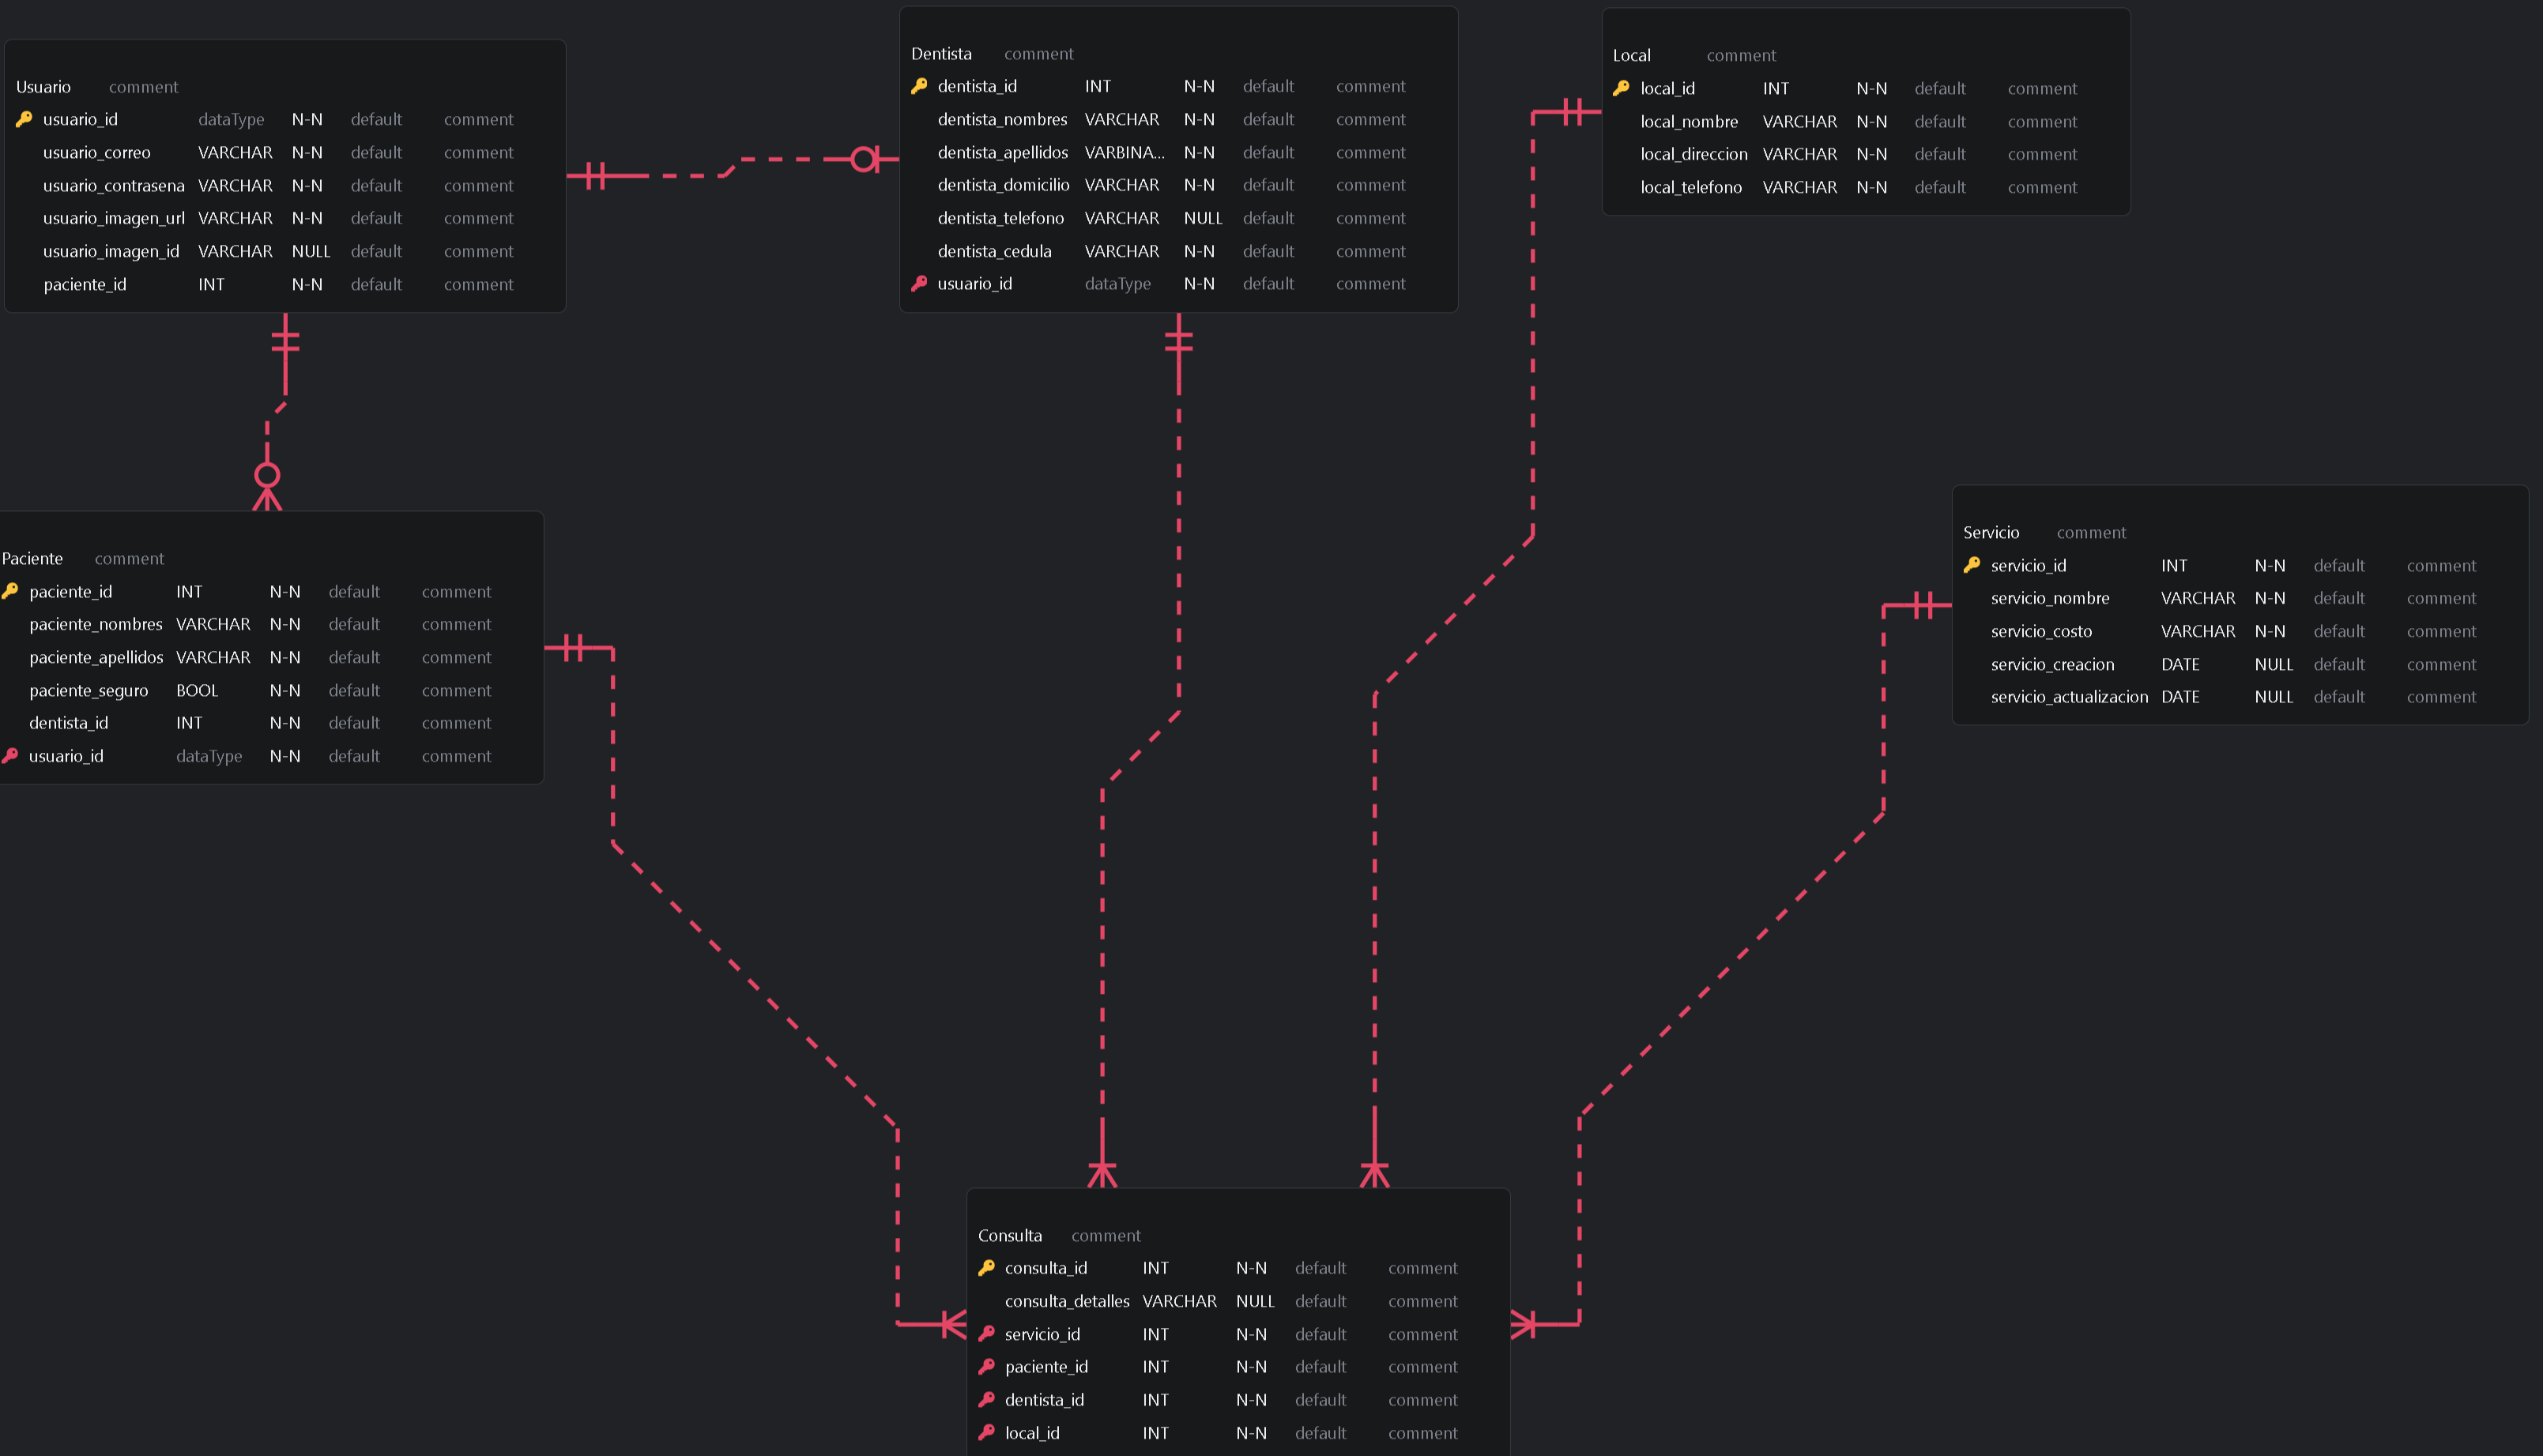 Usuario comment
usuario_id dataType N-N default comment
usuario_correo VARCHAR N-N default comment
usuario_contrasena VARCHAR N-N default comment
usuario_imagen_url VARCHAR N-N default comment
usuario_imagen_id VARCHAR NULL default comment
paciente_id INT N-N default comment
Dentista comment
dentista_id INT N-N default comment
dentista_nombres VARCHAR N-N default comment
dentista_apellidos VARBINA... N-N default comment
dentista_domicilio VARCHAR N-N default comment
dentista_telefono VARCHAR NULL default comment
dentista_cedula VARCHAR N-N default comment
usuario_id dataType N-N default comment
Local comment
local_id INT N-N default comment
local_nombre VARCHAR N-N default comment
local_direccion VARCHAR N-N default comment
local_telefono VARCHAR N-N default comment
Paciente comment
paciente_id INT N-N default comment
paciente_nombres VARCHAR N-N default comment
paciente_apellidos VARCHAR N-N default comment
paciente_seguro BOOL N-N default comment
dentista_id INT N-N default comment
usuario_id dataType N-N default comment
Servicio comment
servicio_id INT N-N default comment
servicio_nombre VARCHAR N-N default comment
servicio_costo VARCHAR N-N default comment
servicio_creacion DATE NULL default comment
servicio_actualizacion DATE NULL default comment
Consulta comment
consulta_id INT N-N default comment
consulta_detalles VARCHAR NULL default comment
servicio_id INT N-N default comment
paciente_id INT N-N default comment
dentista_id INT N-N default comment
local_id INT N-N default comment